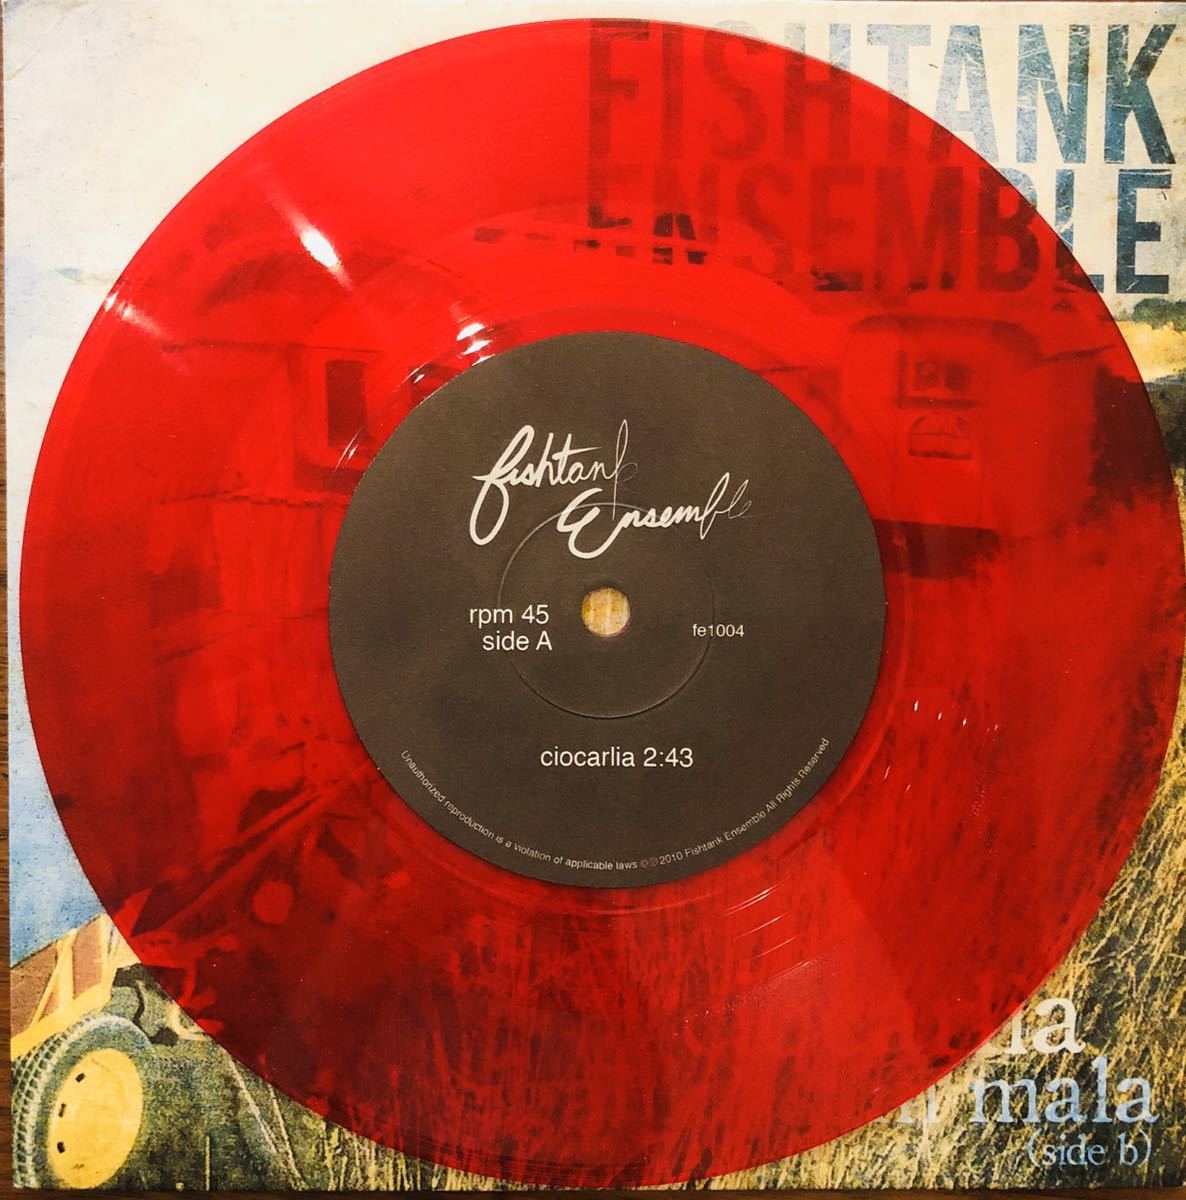 FISHTANK
ENSEMBLE
fishtank
Ensemble
rpm 45
side A
fe1004
ciocarlia 2:43
Unauthorized reproduction is a violation of applicable laws ©℗ 2010 Fishtank Ensemble All Rights Reserved
mala
(side b)